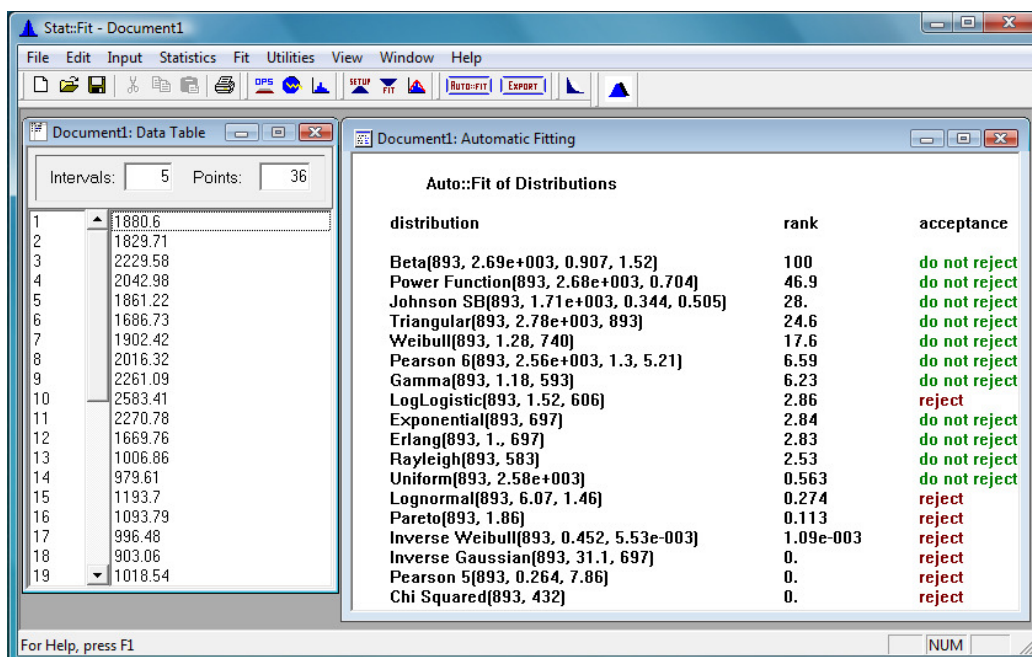 Stat::Fit - Document1
File Edit Input Statistics Fit Utilities View Window Help
DPS SETUP FIT AUTO::FIT EXPORT
Document1: Data Table
Intervals: 5 Points: 36
1 1880.6
2 1829.71
3 2229.58
4 2042.98
5 1861.22
6 1686.73
7 1902.42
8 2016.32
9 2261.09
10 2583.41
11 2270.78
12 1669.76
13 1006.86
14 979.61
15 1193.7
16 1093.79
17 996.48
18 903.06
19 1018.54
Document1: Automatic Fitting
Auto::Fit of Distributions
distribution rank acceptance
Beta(893, 2.69e+003, 0.907, 1.52) 100 do not reject
Power Function(893, 2.68e+003, 0.704) 46.9 do not reject
Johnson SB(893, 1.71e+003, 0.344, 0.505) 28. do not reject
Triangular(893, 2.78e+003, 893) 24.6 do not reject
Weibull(893, 1.28, 740) 17.6 do not reject
Pearson 6(893, 2.56e+003, 1.3, 5.21) 6.59 do not reject
Gamma(893, 1.18, 593) 6.23 do not reject
LogLogistic(893, 1.52, 606) 2.86 reject
Exponential(893, 697) 2.84 do not reject
Erlang(893, 1., 697) 2.83 do not reject
Rayleigh(893, 583) 2.53 do not reject
Uniform(893, 2.58e+003) 0.563 do not reject
Lognormal(893, 6.07, 1.46) 0.274 reject
Pareto(893, 1.86) 0.113 reject
Inverse Weibull(893, 0.452, 5.53e-003) 1.09e-003 reject
Inverse Gaussian(893, 31.1, 697) 0. reject
Pearson 5(893, 0.264, 7.86) 0. reject
Chi Squared(893, 432) 0. reject
For Help, press F1
NUM